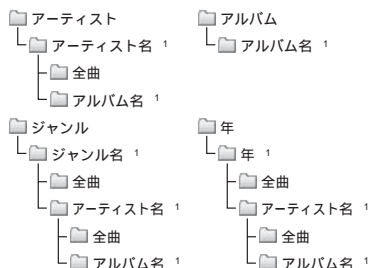 アーティスト
アーティスト名 1
全曲
アルバム名 1
アルバム
アルバム名 1
ジャンル
ジャンル名 1
全曲
アーティスト名 1
全曲
アルバム名 1
年
年 1
全曲
アーティスト名 1
全曲
アルバム名 1